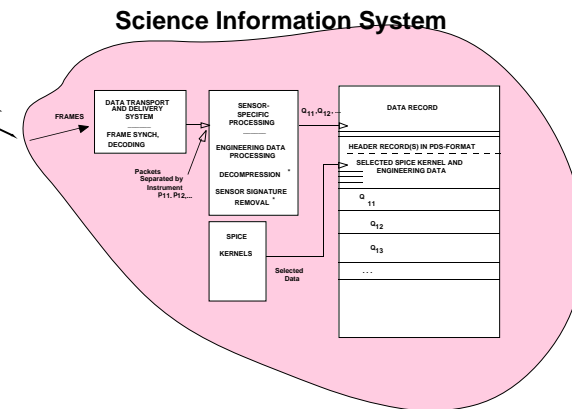 Science Information System
FRAMES
DATA TRANSPORT
AND DELIVERY
SYSTEM
FRAME SYNCH,
DECODING
Packets
Separated by
Instrument
P11. P12,...
SENSOR-
SPECIFIC
PROCESSING
ENGINEERING DATA
PROCESSING
DECOMPRESSION *
SENSOR SIGNATURE
REMOVAL *
SPICE
KERNELS
Selected
Data
Q11,Q12,...
DATA RECORD
HEADER RECORD(S) IN PDS-FORMAT
SELECTED SPICE KERNEL AND
ENGINEERING DATA
Q 11
Q12
Q13
...